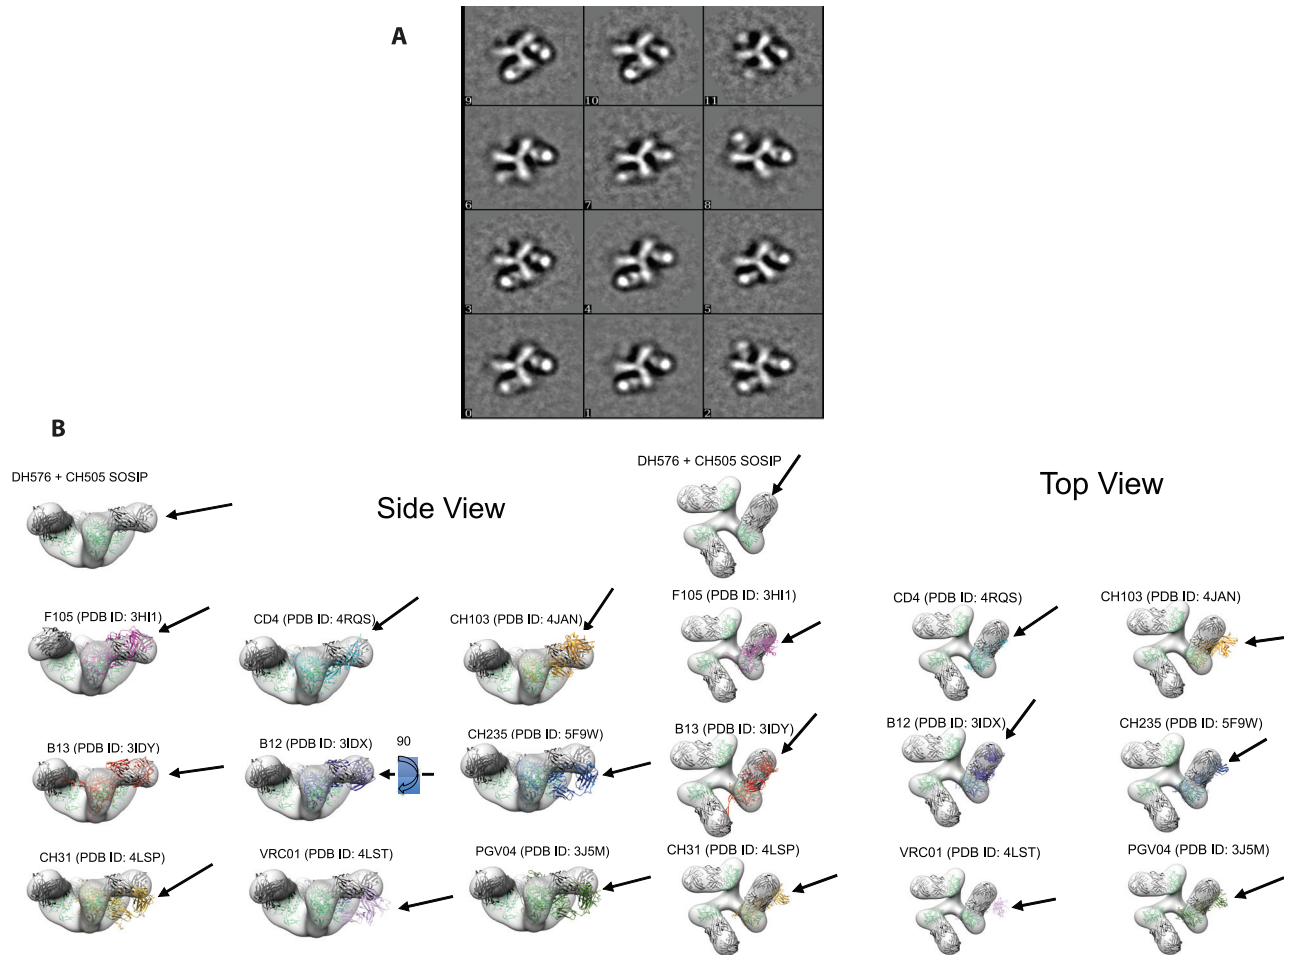 A
9
10
11
6
7
8
3
4
5
0
1
2
B
DH576 + CH505 SOSIP
Side View
DH576 + CH505 SOSIP
Top View
F105 (PDB ID: 3HI1)
CD4 (PDB ID: 4RQS)
CH103 (PDB ID: 4JAN)
F105 (PDB ID: 3HI1)
CD4 (PDB ID: 4RQS)
CH103 (PDB ID: 4JAN)
B13 (PDB ID: 3IDY)
B12 (PDB ID: 3IDX)
90
CH235 (PDB ID: 5F9W)
B13 (PDB ID: 3IDY)
B12 (PDB ID: 3IDX)
CH235 (PDB ID: 5F9W)
CH31 (PDB ID: 4LSP)
VRC01 (PDB ID: 4LST)
PGV04 (PDB ID: 3J5M)
CH31 (PDB ID: 4LSP)
VRC01 (PDB ID: 4LST)
PGV04 (PDB ID: 3J5M)